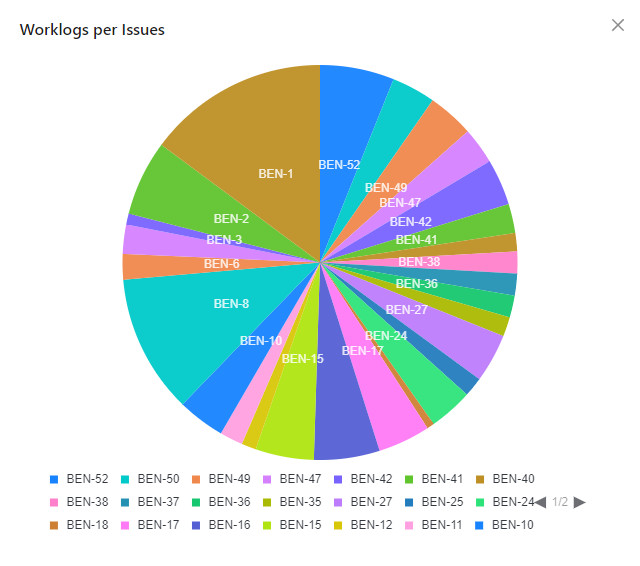 Worklogs per Issues
BEN-52
BEN-1
BEN-49
BEN-47
BEN-2
BEN-42
BEN-3
BEN-41
BEN-6
BEN-38
BEN-36
BEN-8
BEN-27
BEN-10
BEN-24
BEN-15
BEN-17
BEN-52 BEN-50 BEN-49 BEN-47 BEN-42 BEN-41 BEN-40
BEN-38 BEN-37 BEN-36 BEN-35 BEN-27 BEN-25 BEN-24 1/2
BEN-18 BEN-17 BEN-16 BEN-15 BEN-12 BEN-11 BEN-10